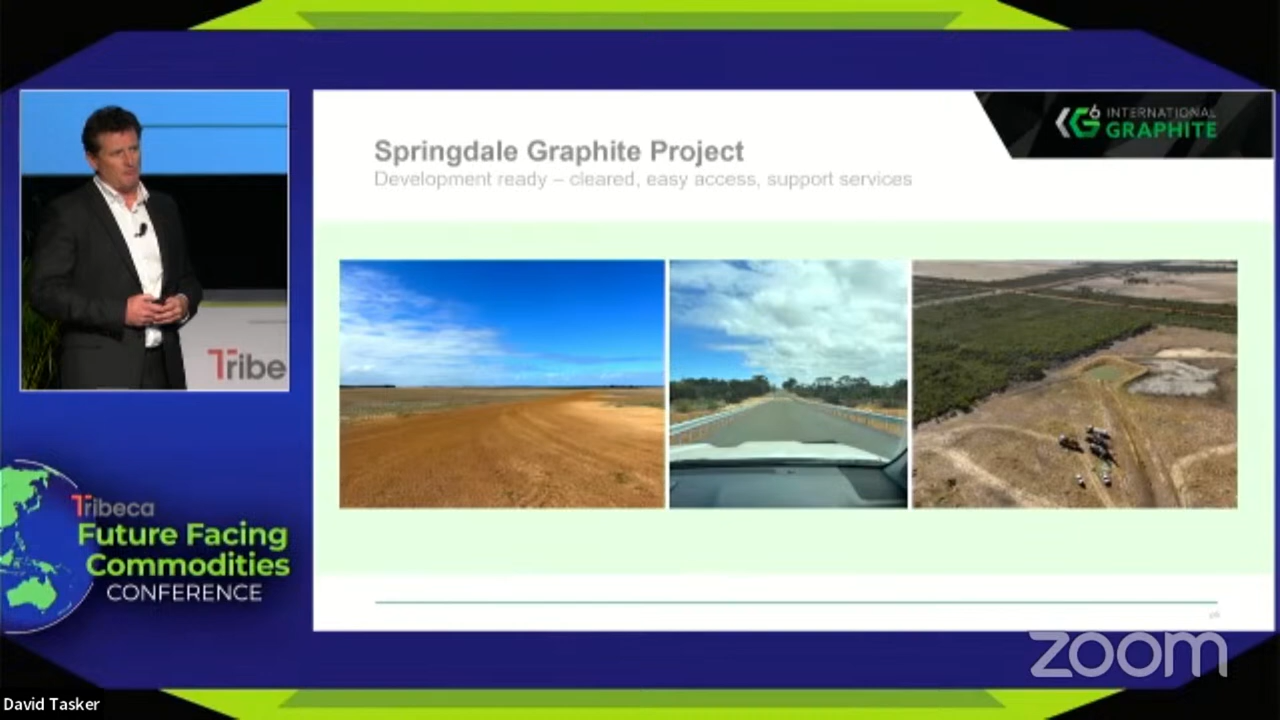 Springdale Graphite Project
Development ready – cleared, easy access, support services
G6 INTERNATIONAL
GRAPHITE
Tribe
Tribeca
Future Facing
Commodities
CONFERENCE
zoom
David Tasker